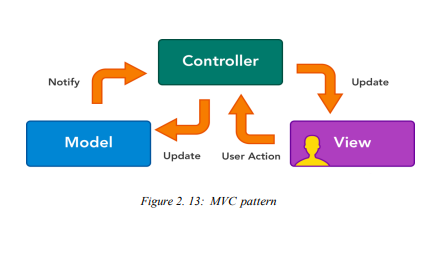 Controller
Notify
Update
Model
View
Update
User Action
Figure 2. 13: MVC pattern